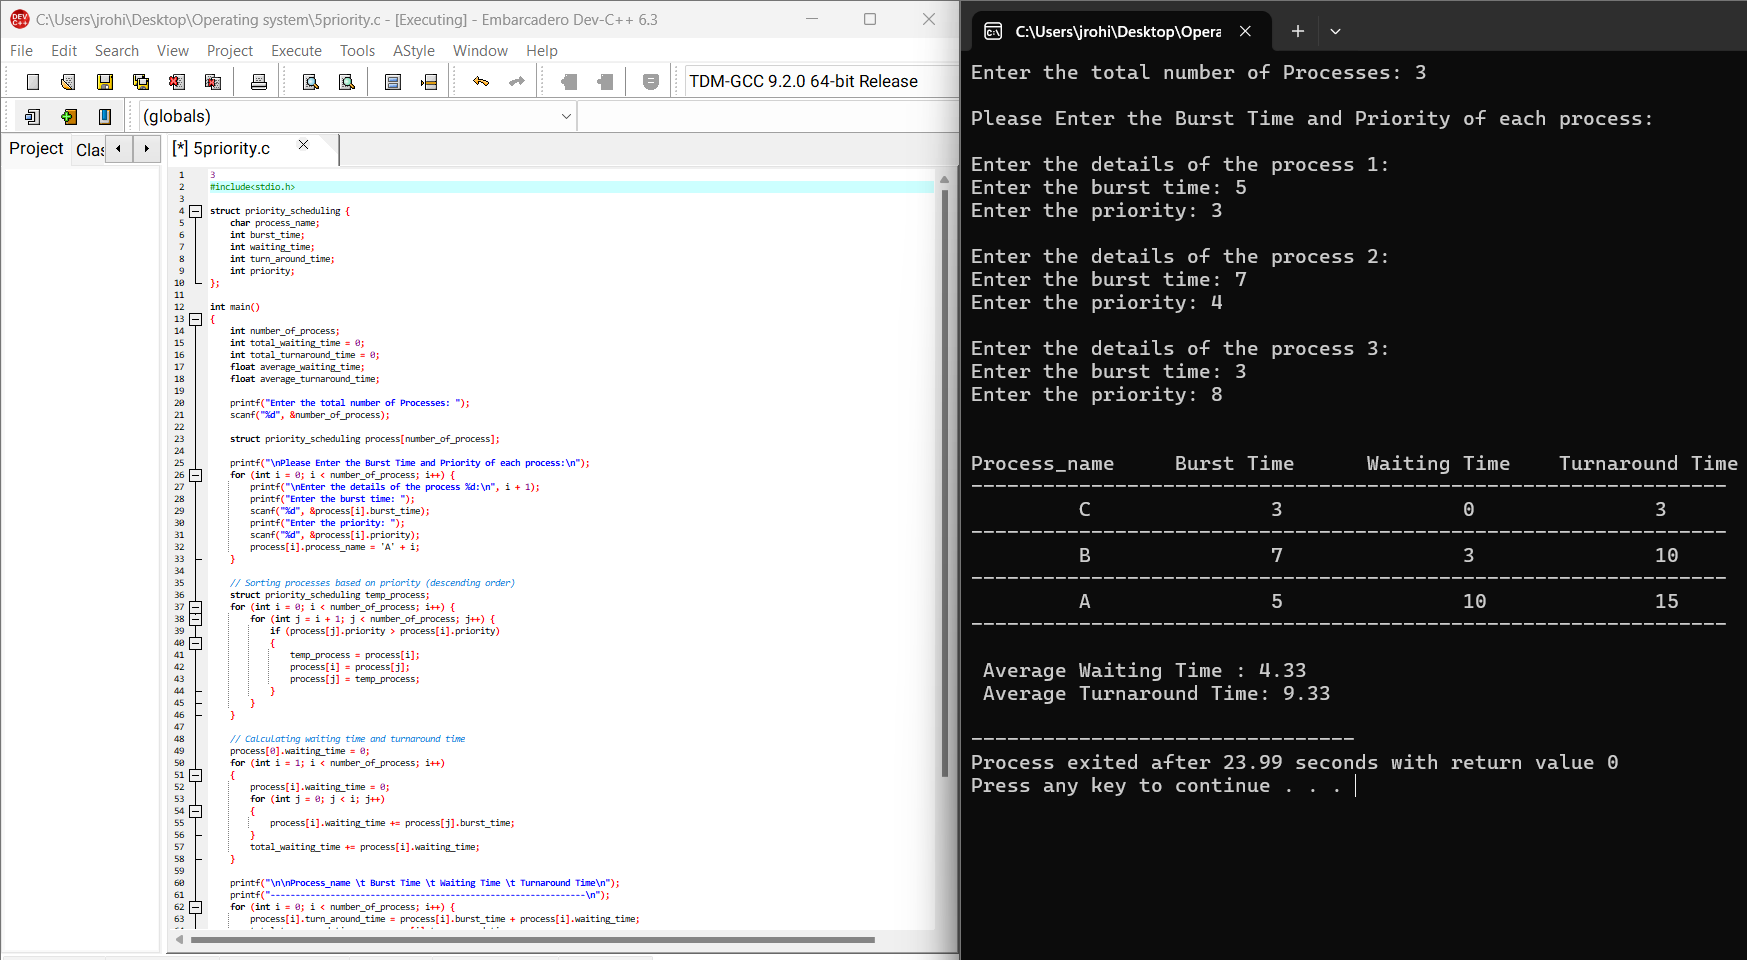 C:\Users\jrohi\Desktop\Operating system\5priority.c - [Executing] - Embarcadero Dev-C++ 6.3
File Edit Search View Project Execute Tools AStyle Window Help
TDM-GCC 9.2.0 64-bit Release
(globals)
Project Clas [*] 5priority.c
1 3
2 #include<stdio.h>
3
4 struct priority_scheduling {
5 char process_name;
6 int burst_time;
7 int waiting_time;
8 int turn_around_time;
9 int priority;
10 };
11
12 int main()
13 {
14 int number_of_process;
15 int total_waiting_time = 0;
16 int total_turnaround_time = 0;
17 float average_waiting_time;
18 float average_turnaround_time;
19
20 printf("Enter the total number of Processes: ");
21 scanf("%d", &number_of_process);
22
23 struct priority_scheduling process[number_of_process];
24
25 printf("\nPlease Enter the Burst Time and Priority of each process:\n");
26 for (int i = 0; i < number_of_process; i++) {
27 printf("\nEnter the details of the process %d:\n", i + 1);
28 printf("Enter the burst time: ");
29 scanf("%d", &process[i].burst_time);
30 printf("Enter the priority: ");
31 scanf("%d", &process[i].priority);
32 process[i].process_name = 'A' + i;
33 }
34
35 // Sorting processes based on priority (descending order)
36 struct priority_scheduling temp_process;
37 for (int i = 0; i < number_of_process; i++) {
38 for (int j = i + 1; j < number_of_process; j++) {
39 if (process[j].priority > process[i].priority)
40 {
41 temp_process = process[i];
42 process[i] = process[j];
43 process[j] = temp_process;
44 }
45 }
46 }
47
48 // Calculating waiting time and turnaround time
49 process[0].waiting_time = 0;
50 for (int i = 1; i < number_of_process; i++)
51 {
52 process[i].waiting_time = 0;
53 for (int j = 0; j < i; j++)
54 {
55 process[i].waiting_time += process[j].burst_time;
56 }
57 total_waiting_time += process[i].waiting_time;
58 }
59
60 printf("\n\nProcess_name \t Burst Time \t Waiting Time \t Turnaround Time\n");
61 printf("---------------------------------------------------------------\n");
62 for (int i = 0; i < number_of_process; i++) {
63 process[i].turn_around_time = process[i].burst_time + process[i].waiting_time;
C:\Users\jrohi\Desktop\Opera
Enter the total number of Processes: 3
Please Enter the Burst Time and Priority of each process:
Enter the details of the process 1:
Enter the burst time: 5
Enter the priority: 3
Enter the details of the process 2:
Enter the burst time: 7
Enter the priority: 4
Enter the details of the process 3:
Enter the burst time: 3
Enter the priority: 8
Process_name Burst Time Waiting Time Turnaround Time
---------------------------------------------------------------
C 3 0 3
---------------------------------------------------------------
B 7 3 10
---------------------------------------------------------------
A 5 10 15
---------------------------------------------------------------
Average Waiting Time : 4.33
Average Turnaround Time: 9.33
--------------------------------
Process exited after 23.99 seconds with return value 0
Press any key to continue . . .